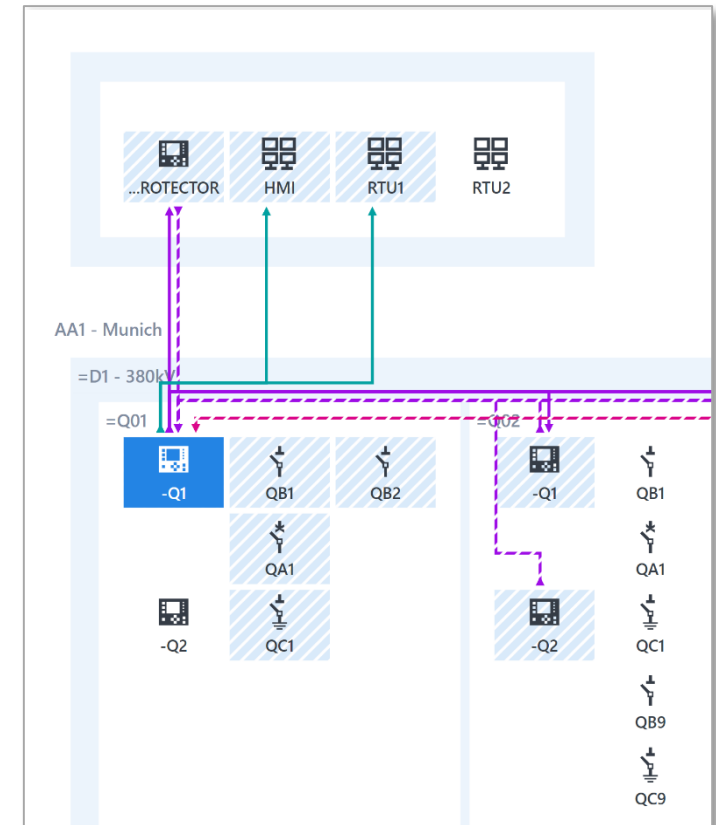 ...ROTECTOR HMI RTU1 RTU2
AA1 - Munich
=D1 - 380kV
=Q01 =Q02
-Q1 QB1 QB2 -Q1 QB1
QA1 QA1
-Q2 QC1 -Q2 QC1
QB9
QC9